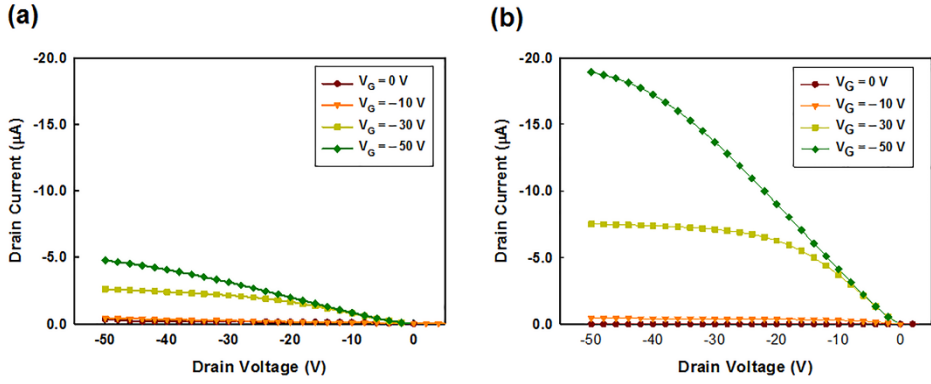 (a)
-20.0
-15.0
-10.0
-5.0
0.0
Drain Current (μA)
VG = 0 V
VG= −10 V
VG= −30 V
VG= −50 V
-50 -40 -30 -20 -10 0
Drain Voltage (V)
(b)
-20.0
-15.0
-10.0
-5.0
0.0
Drain Current (μA)
VG = 0 V
VG = −10 V
VG = −30 V
VG = −50 V
-50 -40 -30 -20 -10 0
Drain Voltage (V)